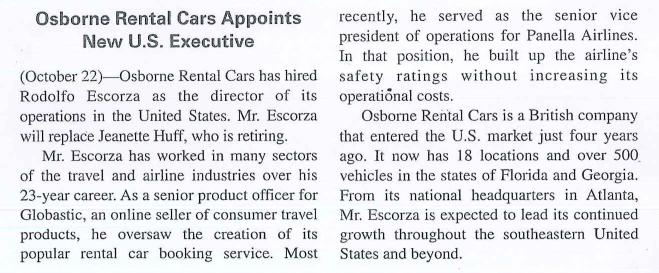 Osborne Rental Cars Appoints
New U.S. Executive
(October 22)—Osborne Rental Cars has hired
Rodolfo Escorza as the director of its
operations in the United States. Mr. Escorza
will replace Jeanette Huff, who is retiring.
Mr. Escorza has worked in many sectors
of the travel and airline industries over his
23-year career. As a senior product officer for
Globastic, an online seller of consumer travel
products, he oversaw the creation of its
popular rental car booking service. Most
recently, he served as the senior vice
president of operations for Panella Airlines.
In that position, he built up the airline's
safety ratings without increasing its
operational costs.
Osborne Rental Cars is a British company
that entered the U.S. market just four years
ago. It now has 18 locations and over 500
vehicles in the states of Florida and Georgia.
From its national headquarters in Atlanta,
Mr. Escorza is expected to lead its continued
growth throughout the southeastern United
States and beyond.